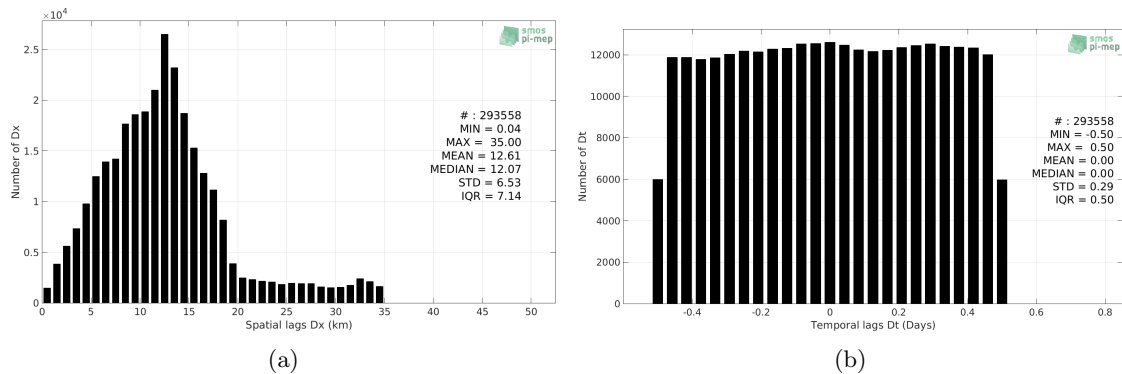 ×10⁴
smos
pi-mep
2.5
2
1.5
1
0.5
0
Number of Dx
# : 293558
MIN = 0.04
MAX = 35.00
MEAN = 12.61
MEDIAN = 12.07
STD = 6.53
IQR = 7.14
0 5 10 15 20 25 30 35 40 45 50
Spatial lags Dx (km)
(a)
smos
pi-mep
12000
10000
8000
6000
4000
2000
0
Number of Dt
# : 293558
MIN = -0.50
MAX = 0.50
MEAN = 0.00
MEDIAN = 0.00
STD = 0.29
IQR = 0.50
-0.4 -0.2 0 0.2 0.4 0.6 0.8
Temporal lags Dt (Days)
(b)